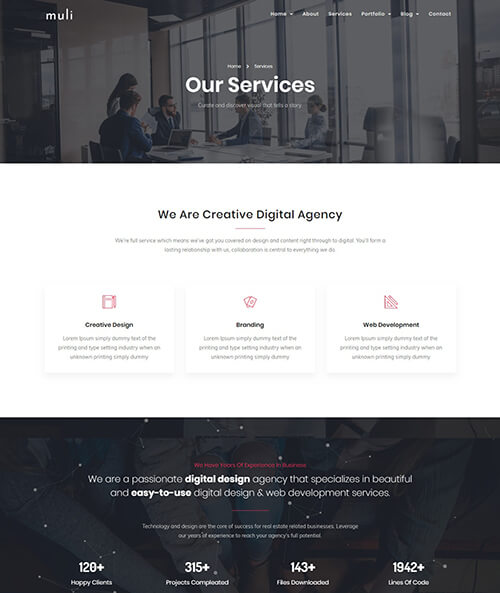 muli
Home About Services Portfolio Blog Contact
Home Services
Our Services
Curate and discover visual that tells a story.
We Are Creative Digital Agency
We're full service which means we've got you covered on design and content right through to digital. You'll form a
lasting relationship with us, collaboration is central to everything we do.
Creative Design
Lorem Ipsum simply dummy text of the
printing and type setting industry when an
unknown printing simply dummy
Branding
Lorem Ipsum simply dummy text of the
printing and type setting industry when an
unknown printing simply dummy
Web Development
Lorem Ipsum simply dummy text of the
printing and type setting industry when an
unknown printing simply dummy
We Have Years Of Experience In Business
We are a passionate digital design agency that specializes in beautiful
and easy-to-use digital design & web development services.
Technology and design are the core of success for real estate related businesses. Leverage
our years of experience to reach your agency's full potential.
120+ 315+ 143+ 1942+
Happy Clients Projects Compleated Files Downloaded Lines Of Code